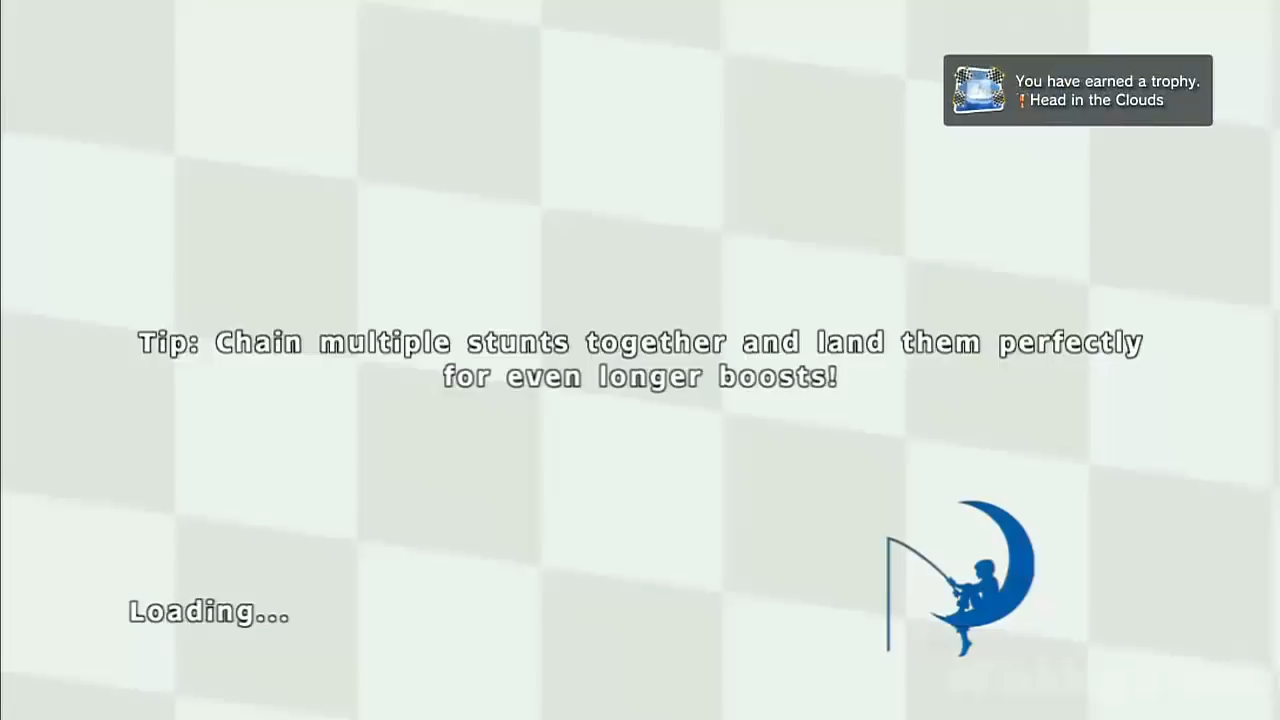 You have earned a trophy.
Head in the Clouds
Tip: Chain multiple stunts together and land them perfectly
for even longer boosts!
Loading...